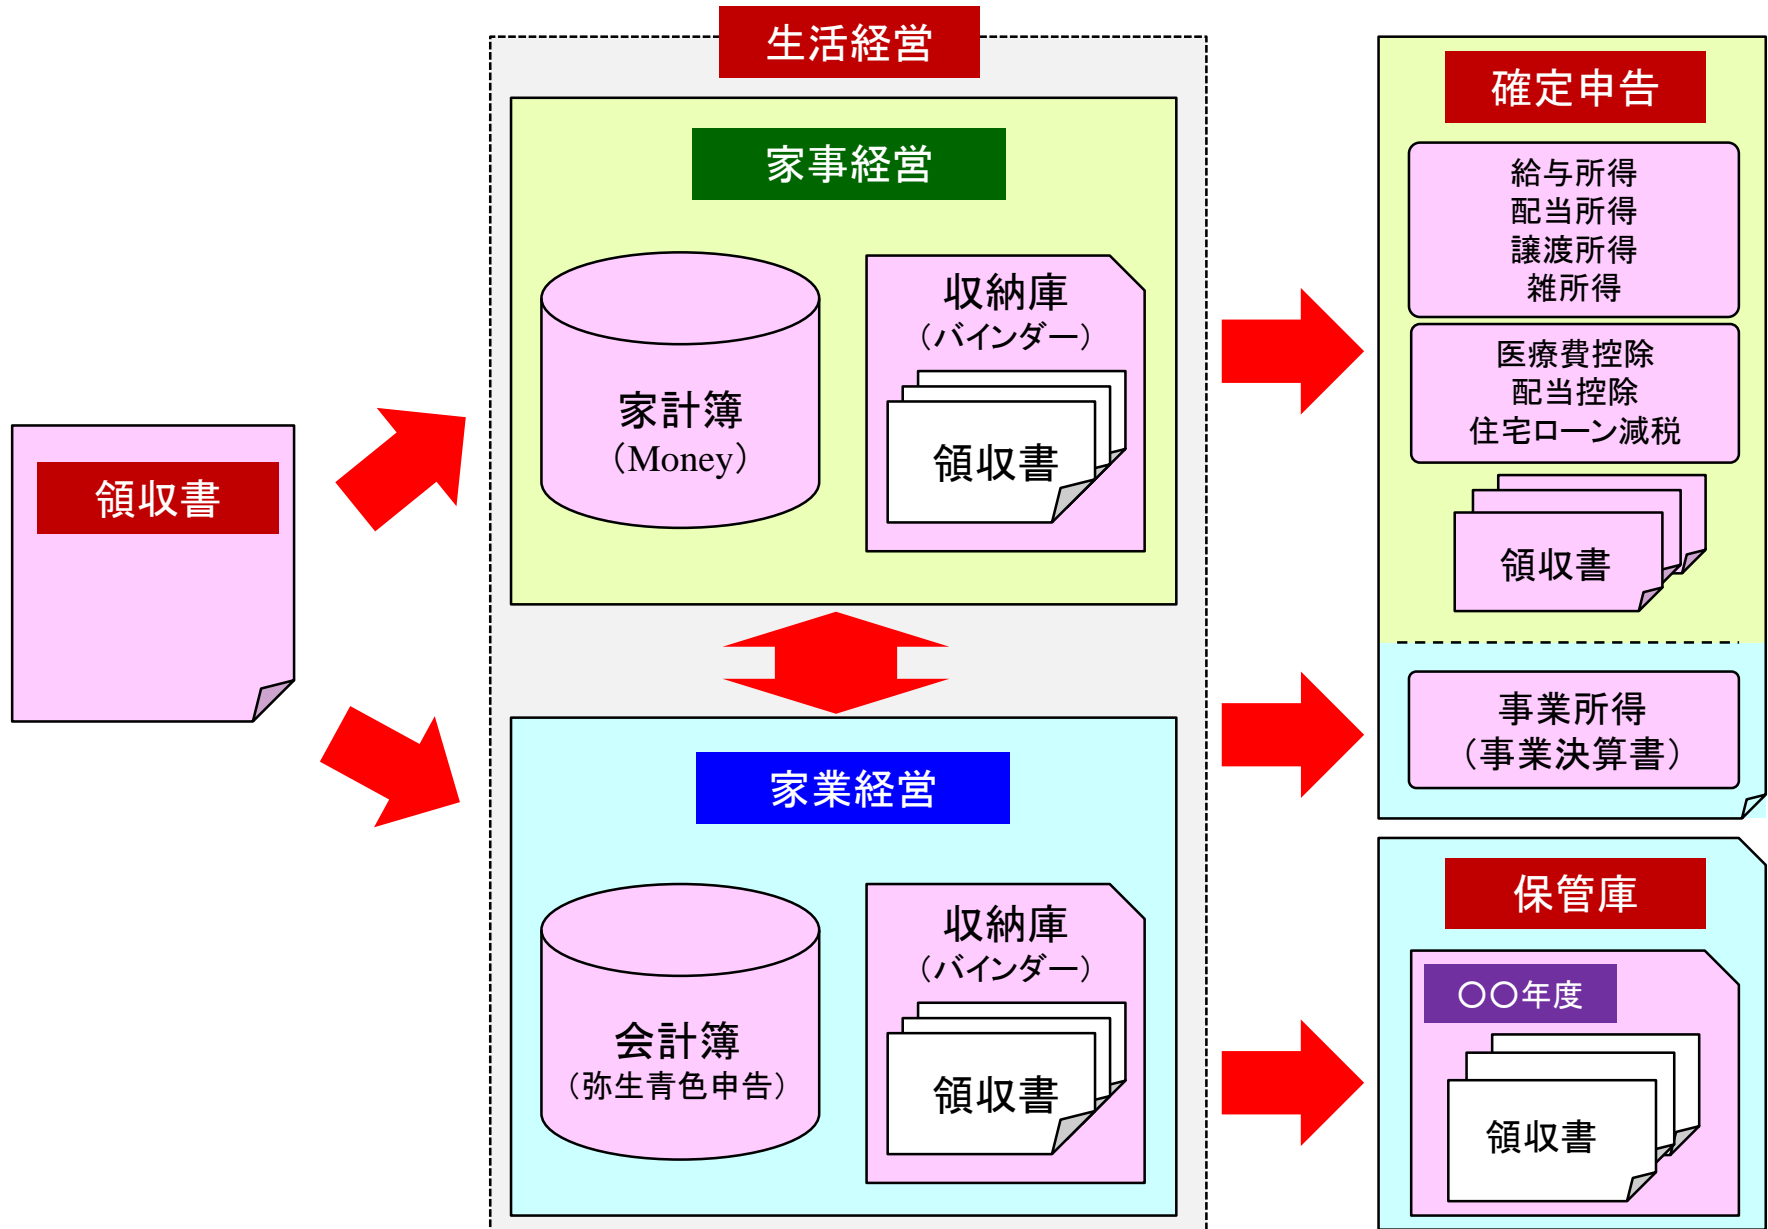 領収書
生活経営
家事経営
家計簿
（Money）
収納庫
（バインダー）
領収書
家業経営
会計簿
（弥生青色申告）
収納庫
（バインダー）
領収書
確定申告
給与所得
配当所得
譲渡所得
雑所得
医療費控除
配当控除
住宅ローン減税
領収書
事業所得
（事業決算書）
保管庫
〇〇年度
領収書